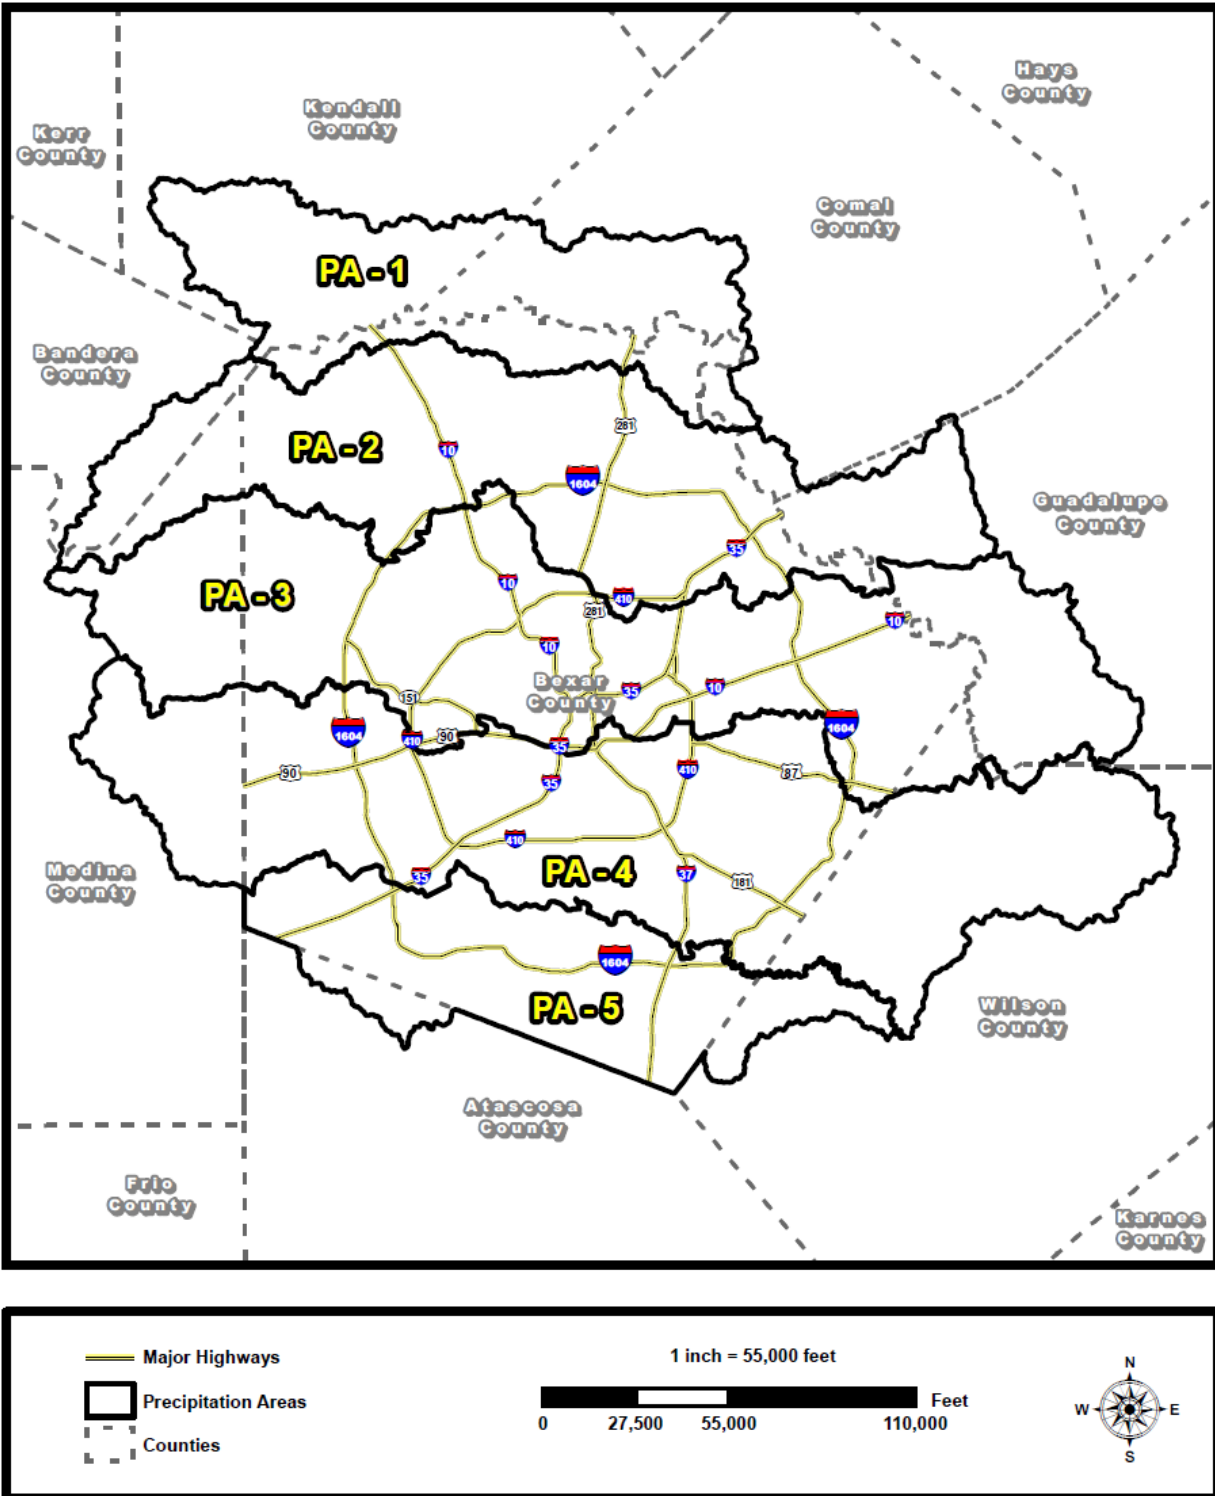 Hays
County
Kendall
County
Kerr
County
Comal
County
PA - 1
Bandera
County
281
PA - 2
10
1604
Guadalupe
County
35
10
PA - 3
410
281
10
10
Bexar
County
35
10
151
1604
1604
410
90
35
90
410
87
35
410
Medina
County
PA - 4
35
37
181
1604
PA - 5
Wilson
County
Atascosa
County
Frio
County
Karnes
County
Major Highways
Precipitation Areas
Counties
1 inch = 55,000 feet
Feet
0 27,500 55,000 110,000
N
W E
S